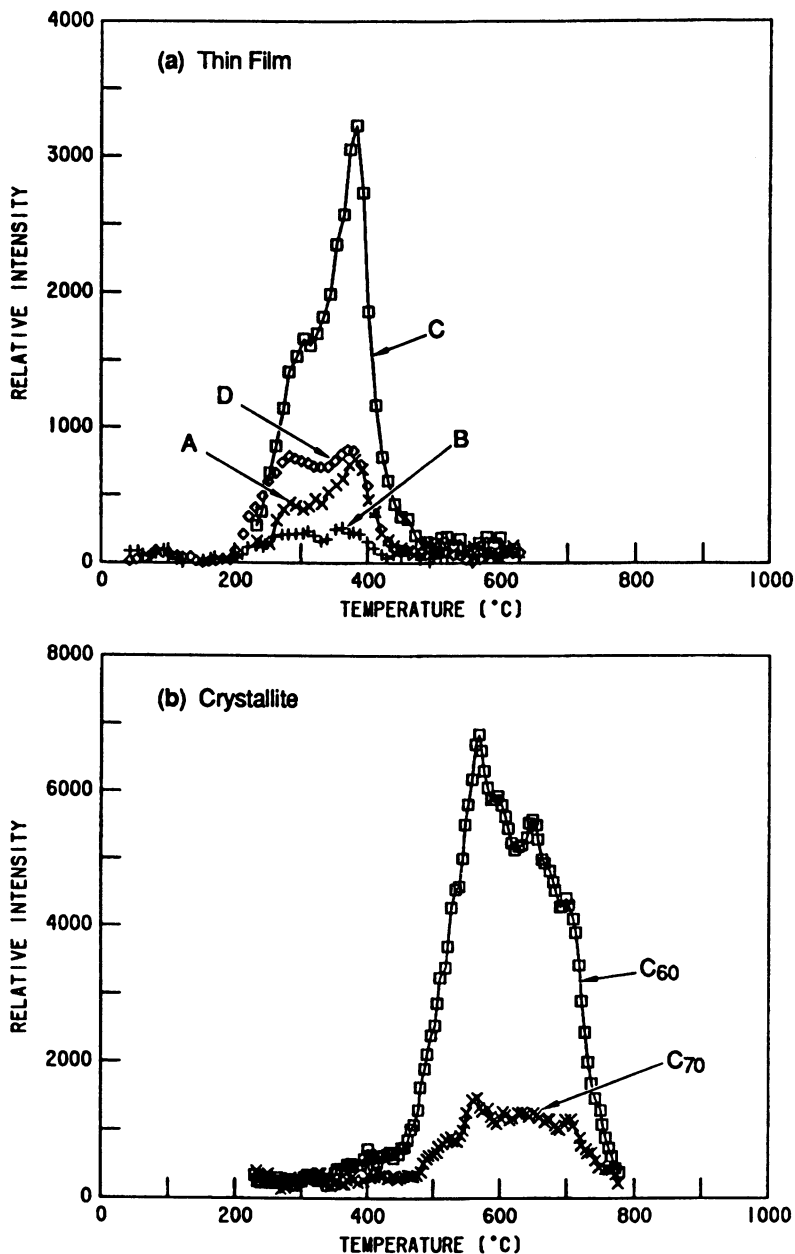 4000
(a) Thin Film
3000
RELATIVE INTENSITY
2000
C
D
1000
A
B
0
0 200 400 600 800 1000
TEMPERATURE (°C)
8000
(b) Crystallite
6000
RELATIVE INTENSITY
4000
C60
2000
C70
0
0 200 400 600 800 1000
TEMPERATURE (°C)